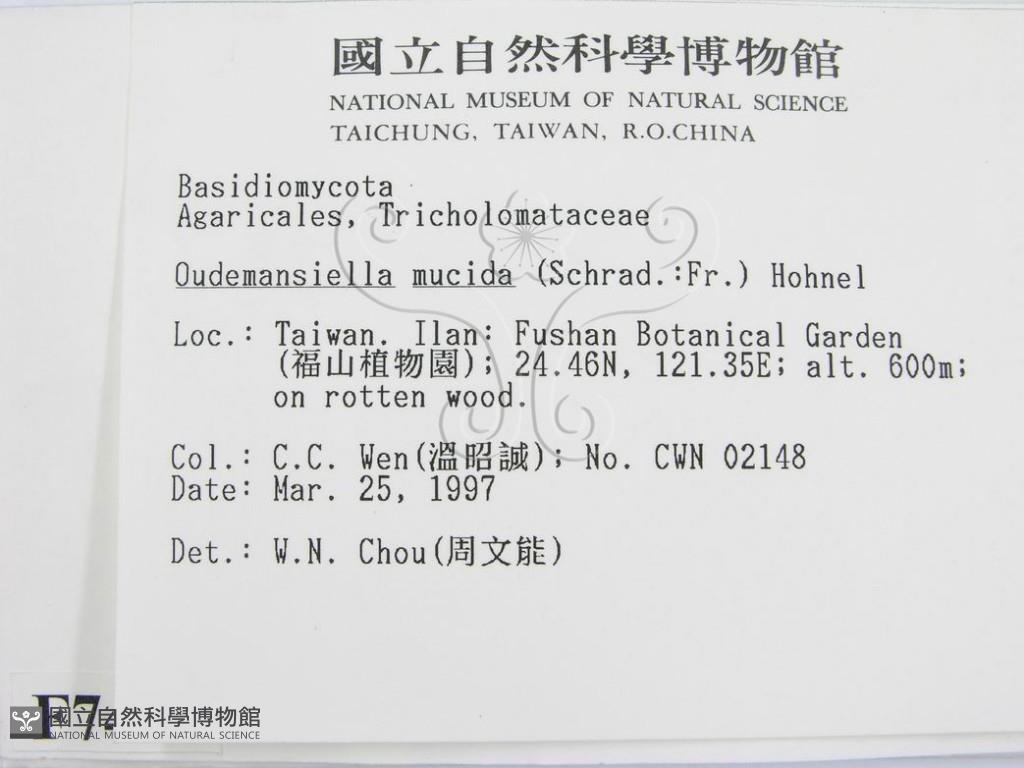 國立自然科學博物館
NATIONAL MUSEUM OF NATURAL SCIENCE
TAICHUNG, TAIWAN, R.O.CHINA
Basidiomycota
Agaricales, Tricholomataceae
Oudemansiella mucida (Schrad.:Fr.) Hohnel
Loc.: Taiwan. Ilan: Fushan Botanical Garden
(福山植物園); 24.46N, 121.35E; alt. 600m;
on rotten wood.
Col.: C.C. Wen(溫昭誠); No. CWN 02148
Date: Mar. 25, 1997
Det.: W.N. Chou(周文能)
國立自然科學博物館
NATIONAL MUSEUM OF NATURAL SCIENCE